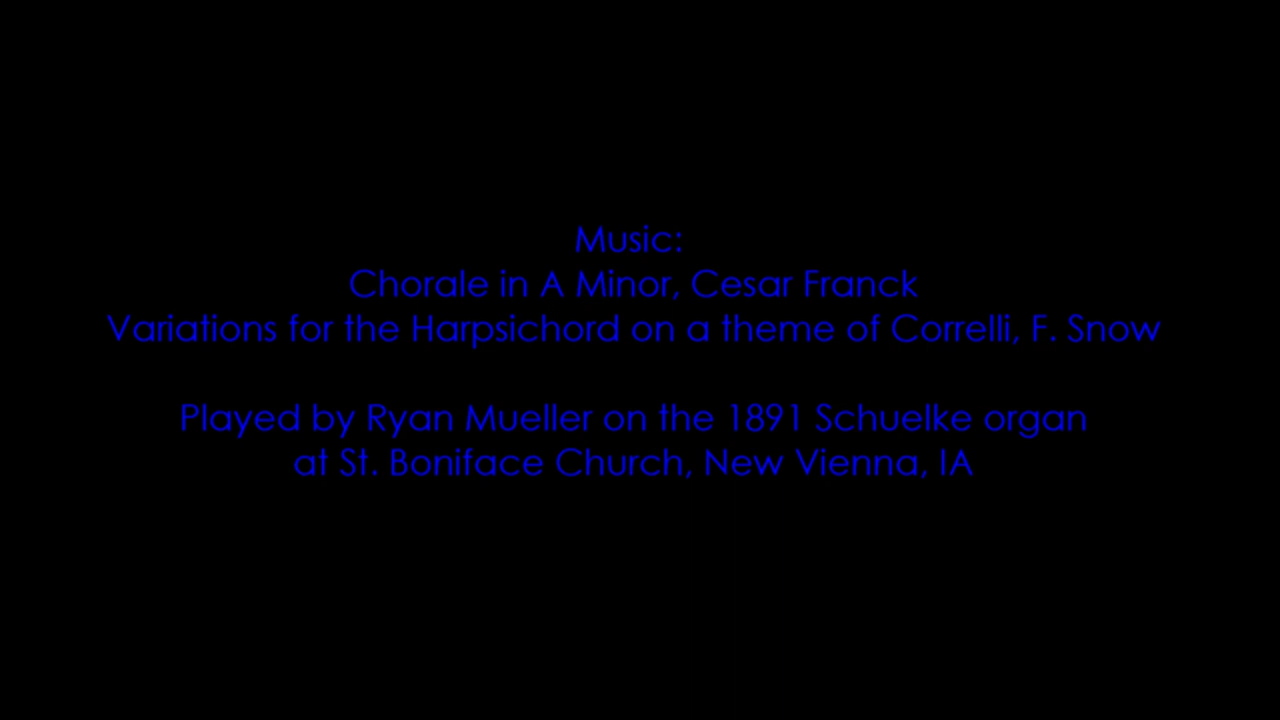 Music:
Chorale in A Minor, Cesar Franck
Variations for the Harpsichord on a theme of Correlli, F. Snow
Played by Ryan Mueller on the 1891 Schuelke organ
at St. Boniface Church, New Vienna, IA